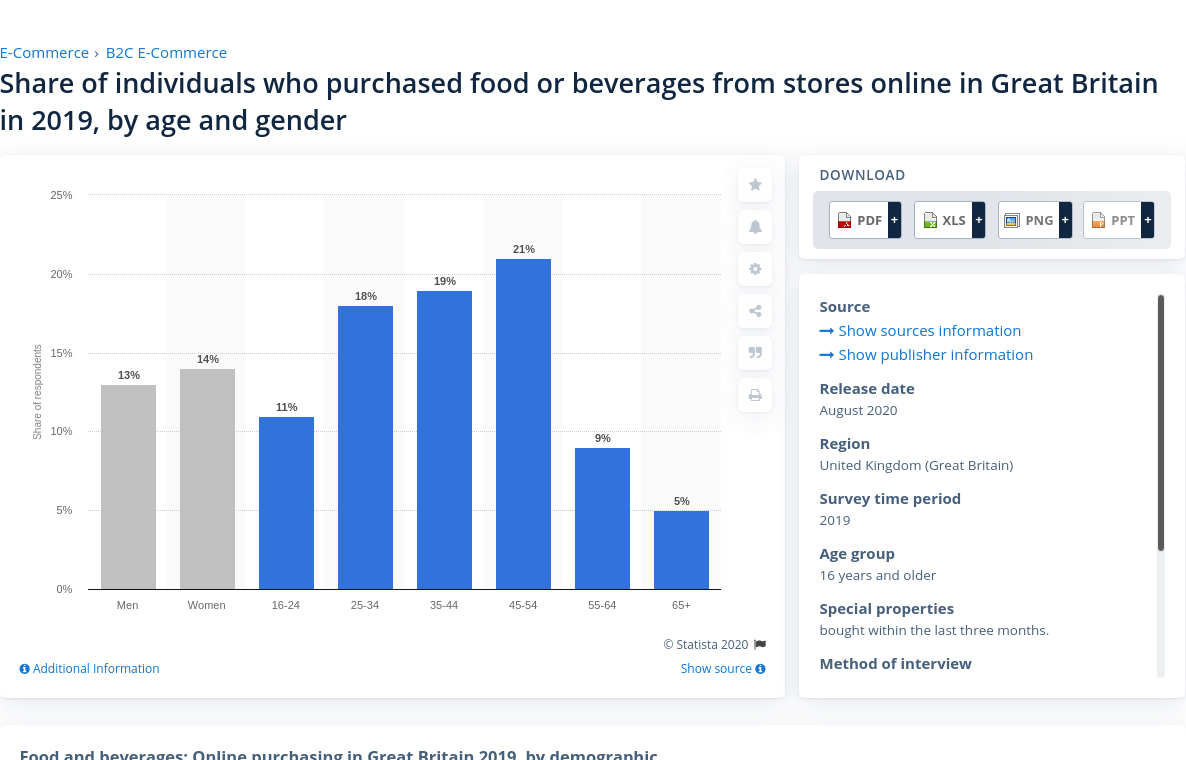 E-Commerce › B2C E-Commerce
Share of individuals who purchased food or beverages from stores online in Great Britain
in 2019, by age and gender
25%
20%
15%
10%
5%
0%
Share of respondents
13%
14%
11%
18%
19%
21%
9%
5%
Men
Women
16-24
25-34
35-44
45-54
55-64
65+
© Statista 2020
Additional Information
Show source
DOWNLOAD
PDF +
XLS +
PNG +
PPT +
Source
Show sources information
Show publisher information
Release date
August 2020
Region
United Kingdom (Great Britain)
Survey time period
2019
Age group
16 years and older
Special properties
bought within the last three months.
Method of interview
Food and beverages: Online purchasing in Great Britain 2019, by demographic